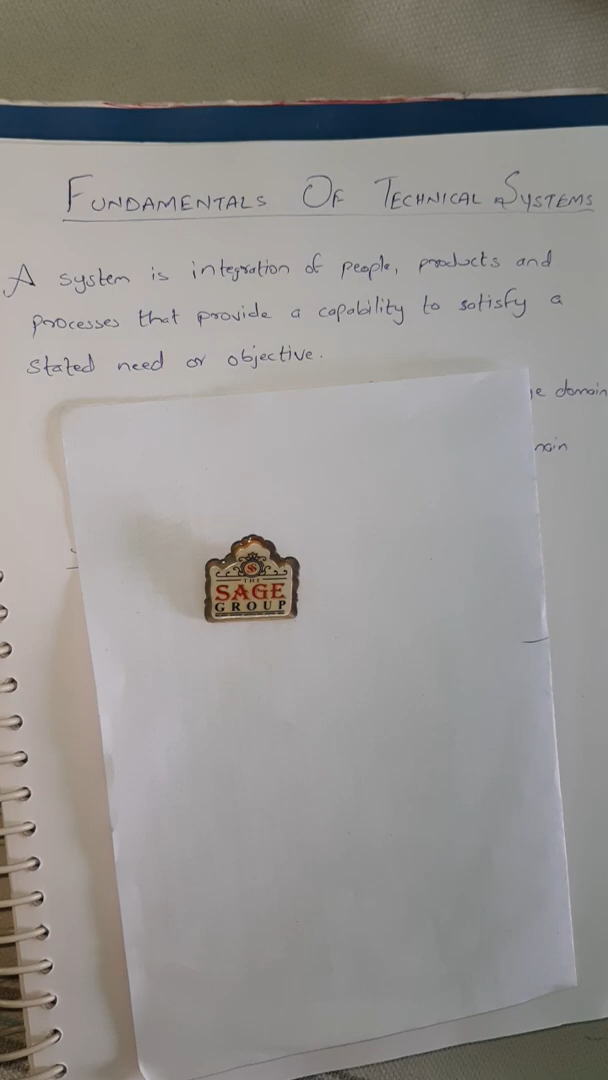 FUNDAMENTALS OF TECHNICAL SYSTEMS
A system is integration of people, products and
processes that provide a capability to satisfy a
stated need or objective.
domain
THE
SAGE
GROUP